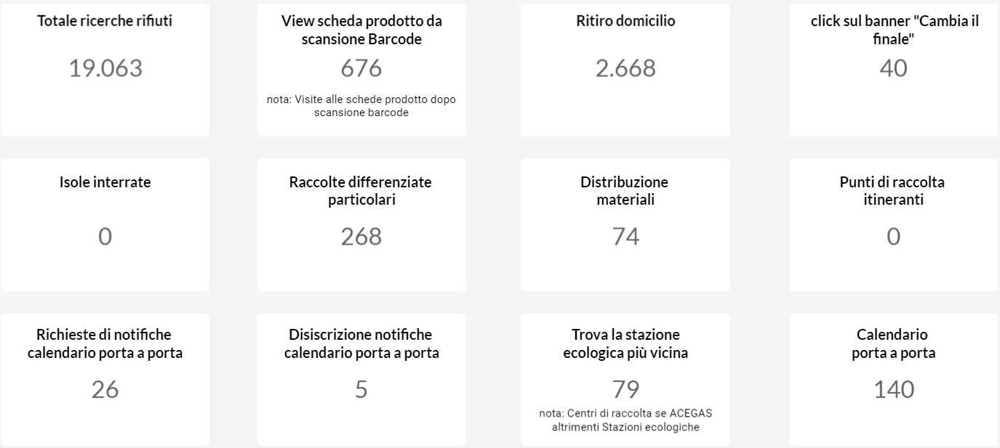 Totale ricerche rifiuti
19.063
View scheda prodotto da
scansione Barcode
676
nota: Visite alle schede prodotto dopo
scansione barcode
Ritiro domicilio
2.668
click sul banner "Cambia il
finale"
40
Isole interrate
0
Raccolte differenziate
particolari
268
Distribuzione
materiali
74
Punti di raccolta
itineranti
0
Richieste di notifiche
calendario porta a porta
26
Disiscrizione notifiche
calendario porta a porta
5
Trova la stazione
ecologica più vicina
79
nota: Centri di raccolta se ACEGAS
altrimenti Stazioni ecologiche
Calendario
porta a porta
140